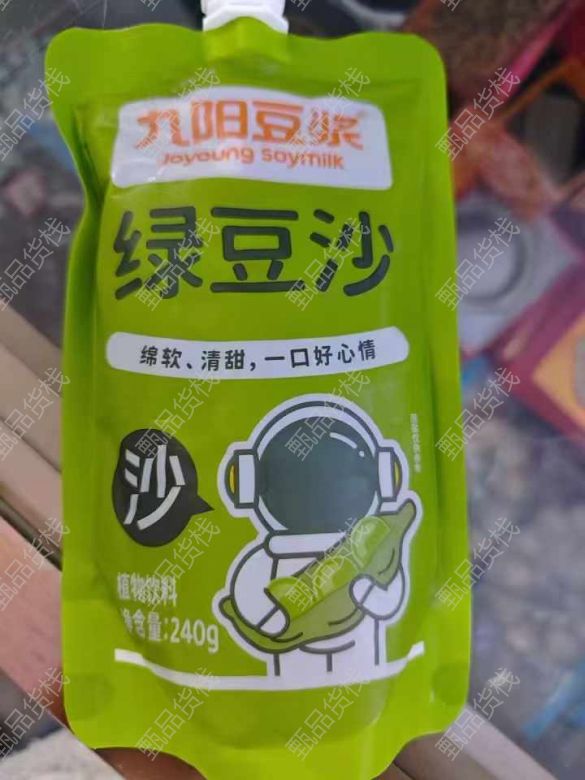 九阳豆浆
Joyoung soymilk
绿豆沙
绵软、清甜，一口好心情
沙
植物饮料
净含量:240g
甄品货栈